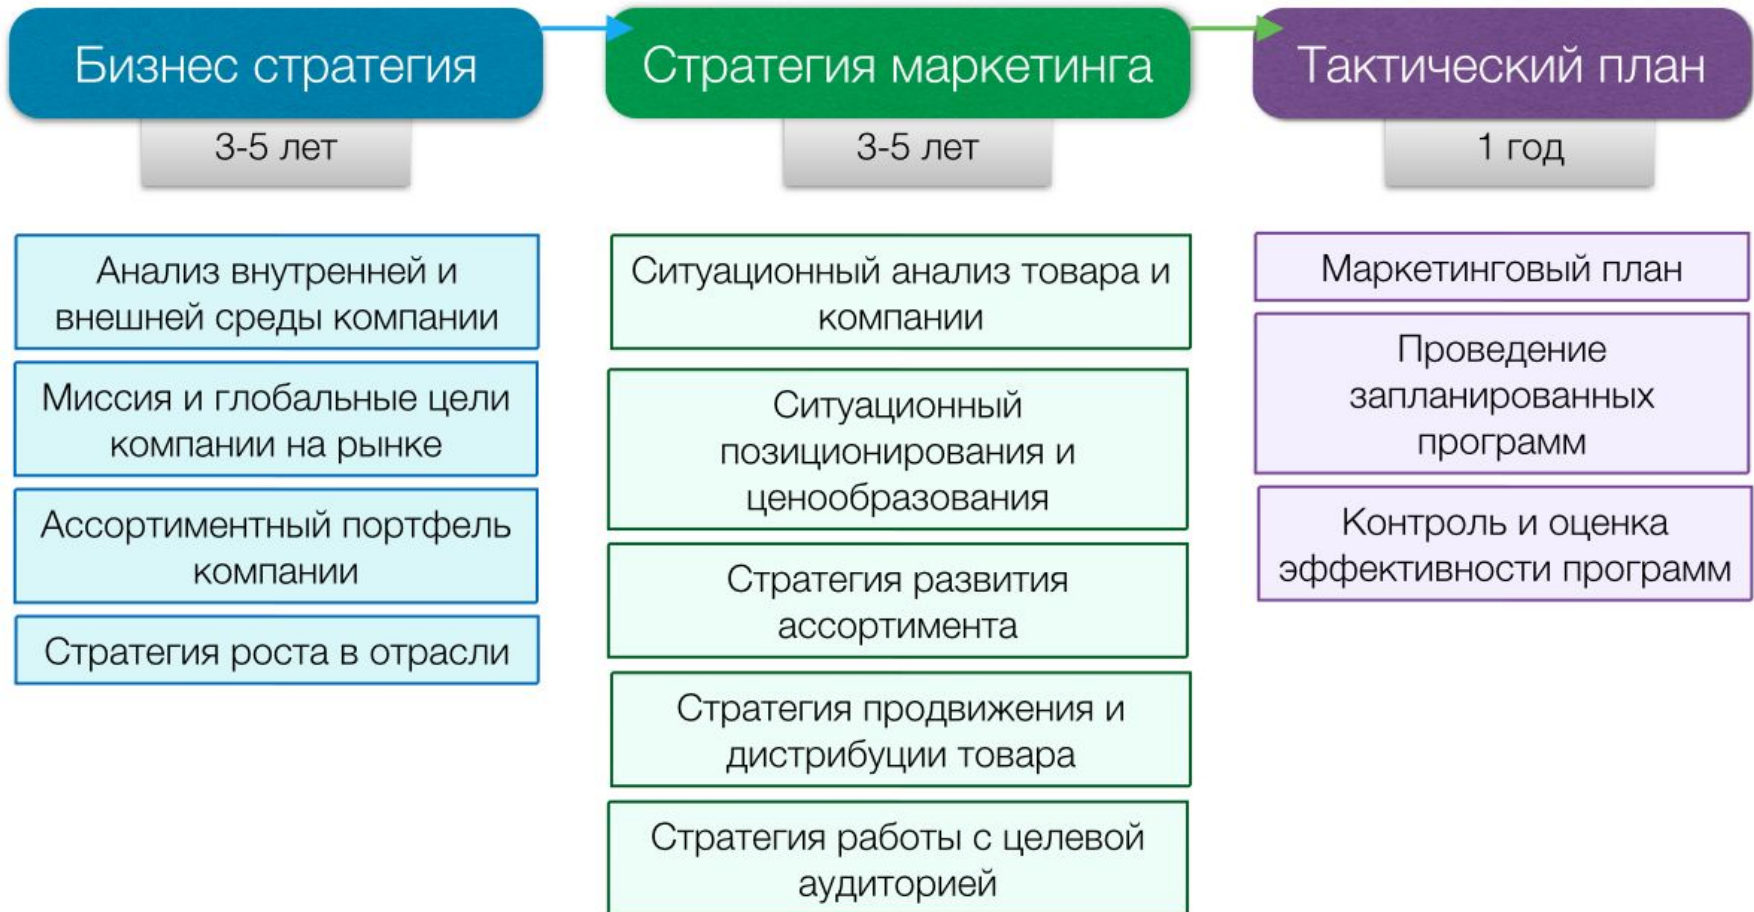 Бизнес стратегия
3-5 лет
Анализ внутренней и
внешней среды компании
Миссия и глобальные цели
компании на рынке
Ассортиментный портфель
компании
Стратегия роста в отрасли
Стратегия маркетинга
3-5 лет
Ситуационный анализ товара и
компании
Ситуационный
позиционирования и
ценообразования
Стратегия развития
ассортимента
Стратегия продвижения и
дистрибуции товара
Стратегия работы с целевой
аудиторией
Тактический план
1 год
Маркетинговый план
Проведение
запланированных
программ
Контроль и оценка
эффективности программ